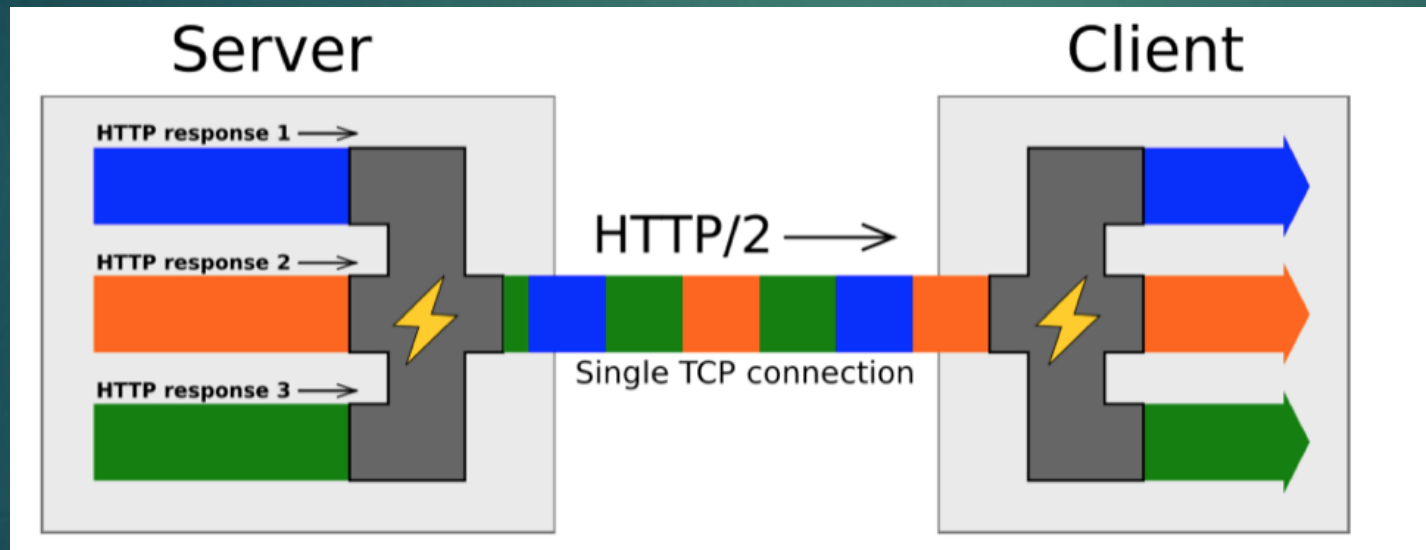 Server
Client
HTTP response 1
HTTP response 2
HTTP/2
Single TCP connection
HTTP response 3